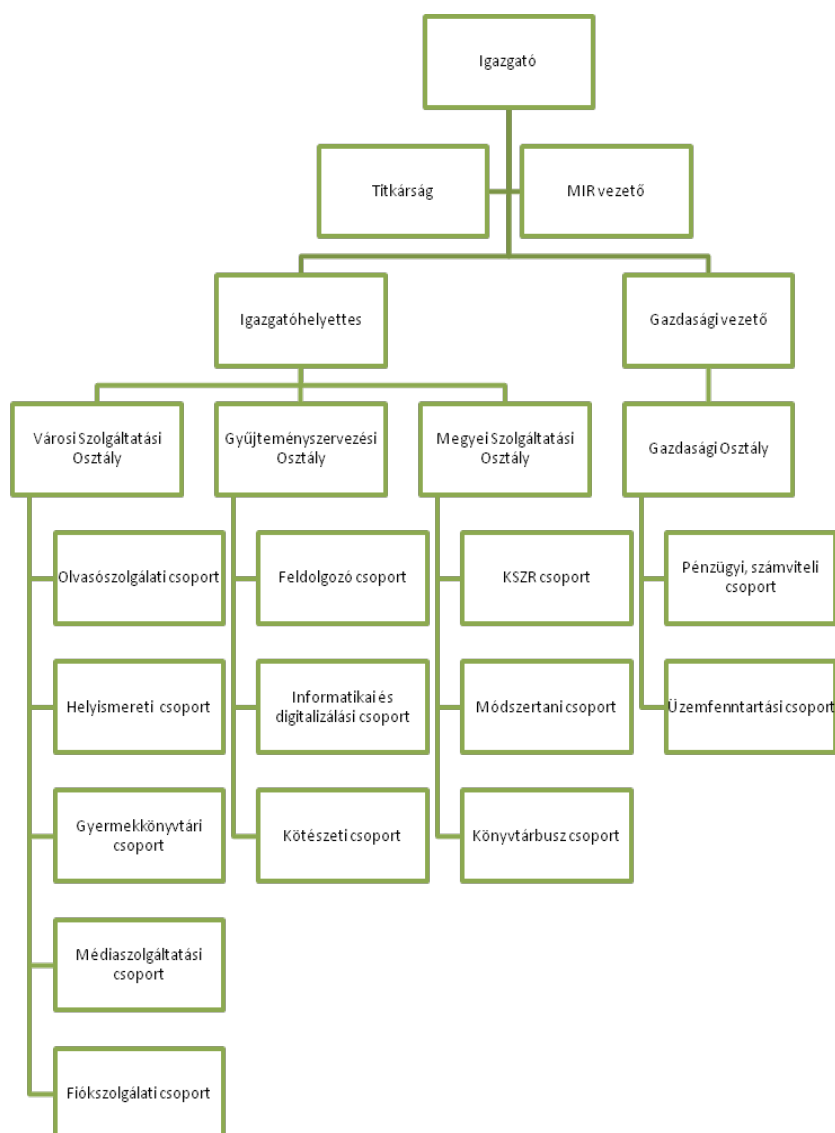 Igazgató
Titkárság
MIR vezető
Igazgatóhelyettes
Gazdasági vezető
Városi Szolgáltatási
Osztály
Gyűjteményszervezési
Osztály
Megyei Szolgáltatási
Osztály
Gazdasági Osztály
Olvasószolgálati csoport
Feldolgozó csoport
KSZR csoport
Pénzügyi, számviteli
csoport
Helyismereti csoport
Informatikai és
digitalizálási csoport
Módszertani csoport
Üzemfenntartási csoport
Gyermekkönyvtári
csoport
Kötészeti csoport
Könyvtárbusz csoport
Médiaszolgáltatási
csoport
Fiókszolgálati csoport